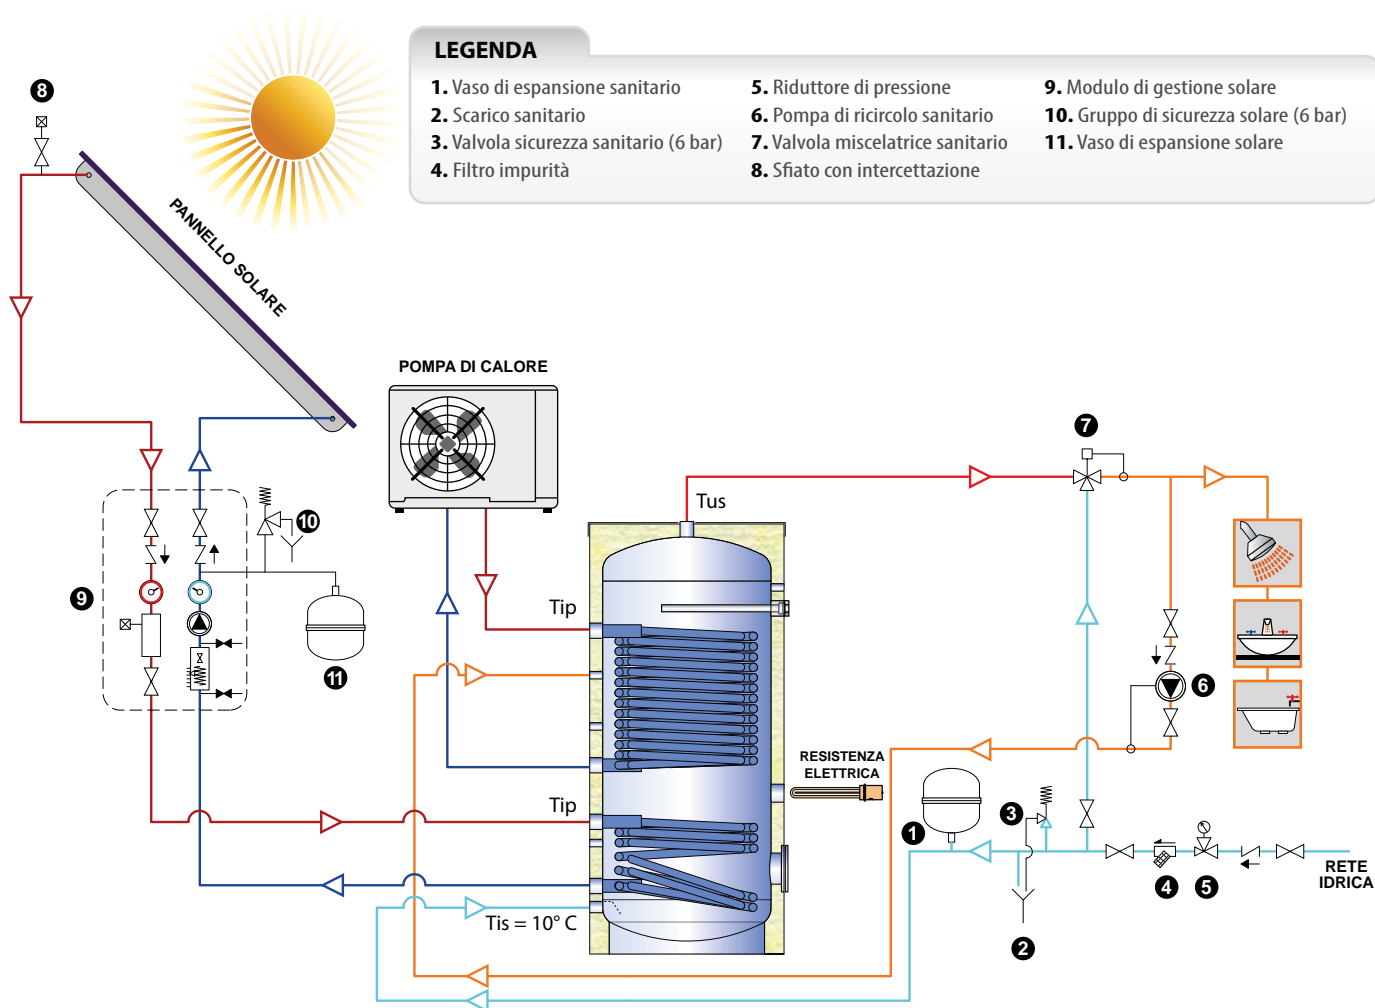 LEGENDA
1. Vaso di espansione sanitario
2. Scarico sanitario
3. Valvola sicurezza sanitario (6 bar)
4. Filtro impurità
5. Riduttore di pressione
6. Pompa di ricircolo sanitario
7. Valvola miscelatrice sanitario
8. Sfiato con intercettazione
9. Modulo di gestione solare
10. Gruppo di sicurezza solare (6 bar)
11. Vaso di espansione solare
8
PANNELLO SOLARE
POMPA DI CALORE
7
Tus
10
9
Tip
11
6
RESISTENZA
ELETTRICA
Tip
1
3
4
5
RETE
IDRICA
Tis = 10° C
2